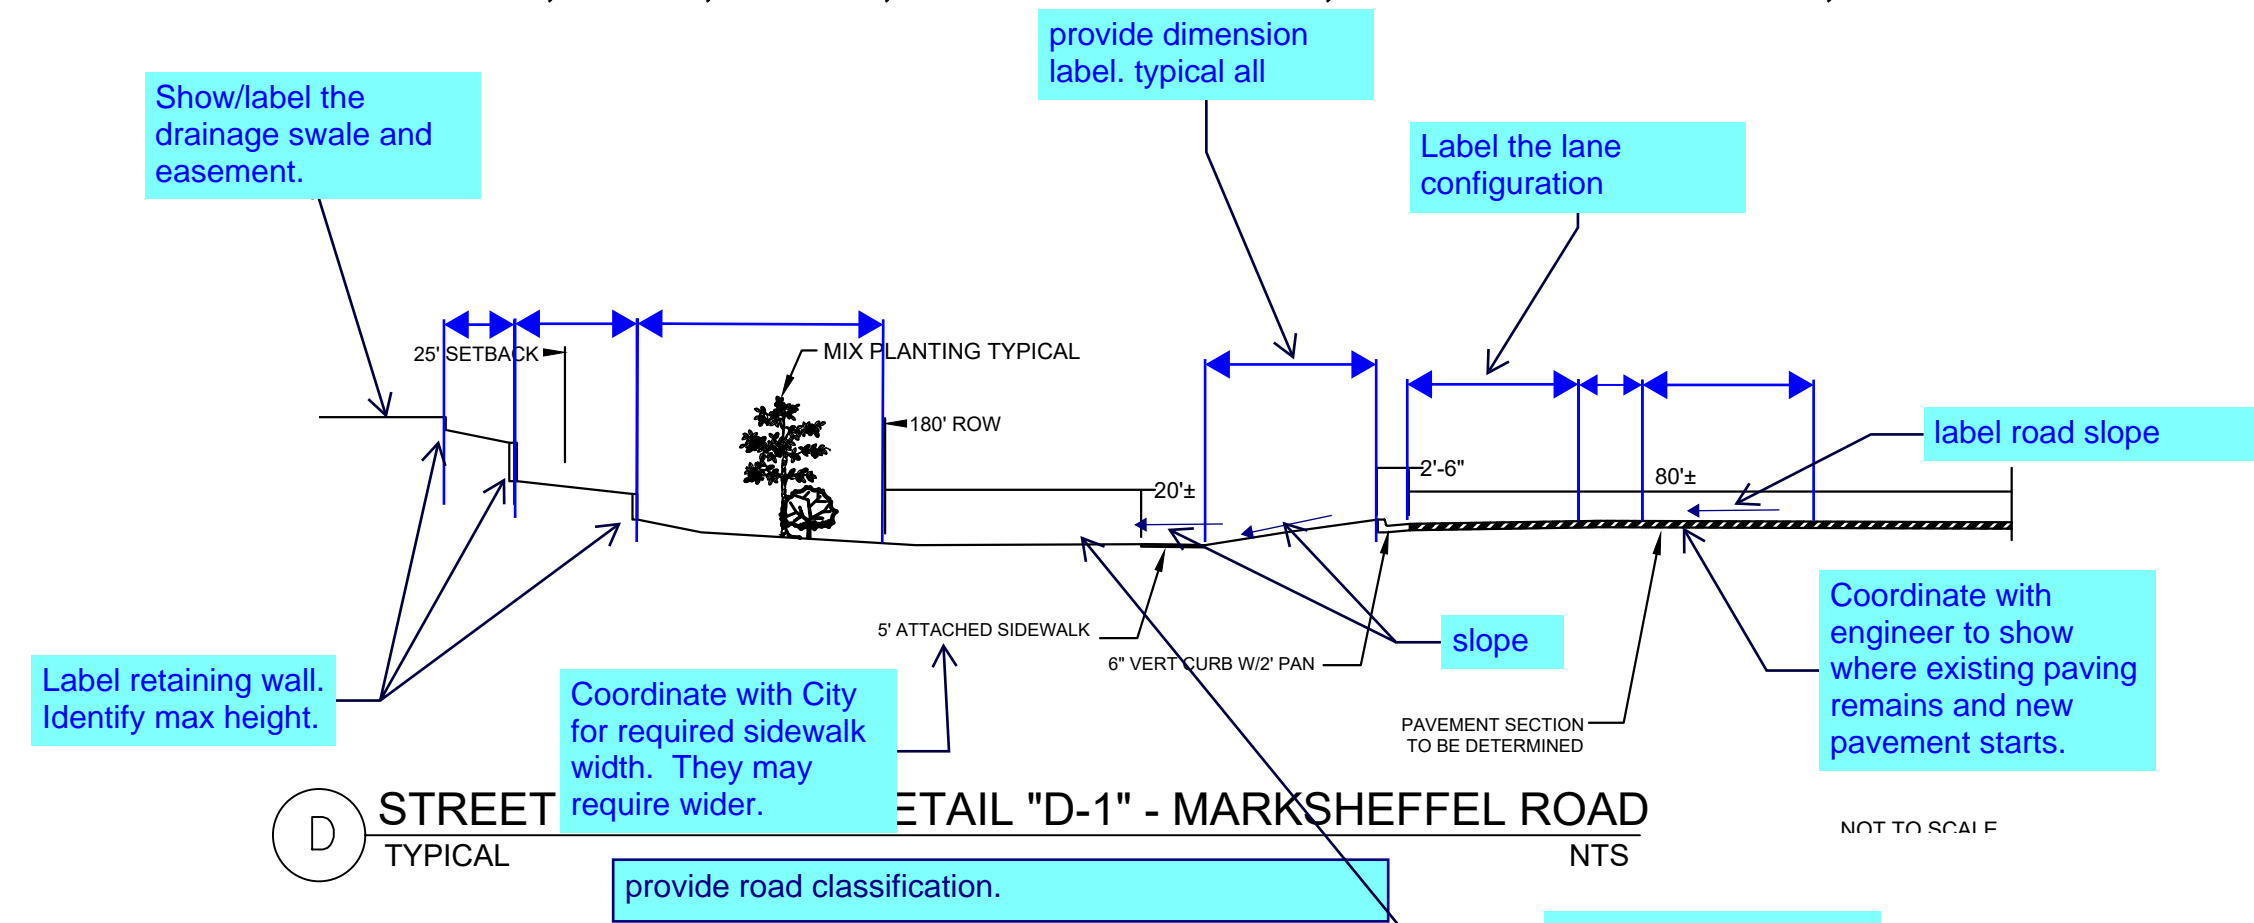 provide dimension
label. typical all
Show/label the
drainage swale and
easement.
Label the lane
configuration
25' SETBACK
MIX PLANTING TYPICAL
180' ROW
label road slope
2'-6"
80'±
20'±
5' ATTACHED SIDEWALK
6" VERT CURB W/2' PAN
slope
Coordinate with
engineer to show
where existing paving
remains and new
pavement starts.
Label retaining wall.
Identify max height.
Coordinate with City
for required sidewalk
width.  They may
require wider.
PAVEMENT SECTION
TO BE DETERMINED
D
STREET ETAIL "D-1" - MARKSHEFFEL ROAD
NOT TO SCALE
TYPICAL
NTS
provide road classification.